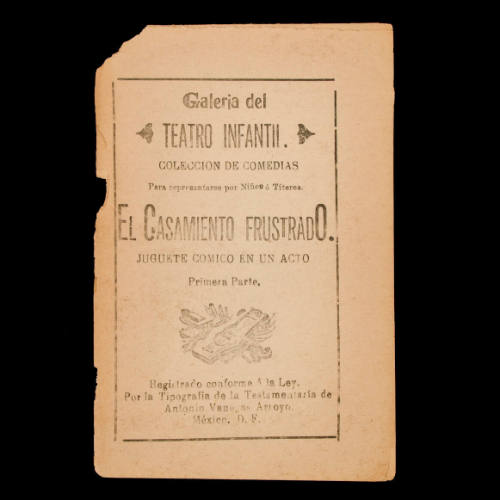 Galeria del
TEATRO INFANTIL.
COLECCION DE COMEDIAS
Para representarse por Niños ó Títeres.
EL CASAMIENTO FRUSTRADO.
JUGUETE COMICO EN UN ACTO
Primera Parte.
Registrado conforme á la Ley.
Por la Tipografia de la Testamentaria de
Antonio Vanegas Arroyo.
México. D. F.